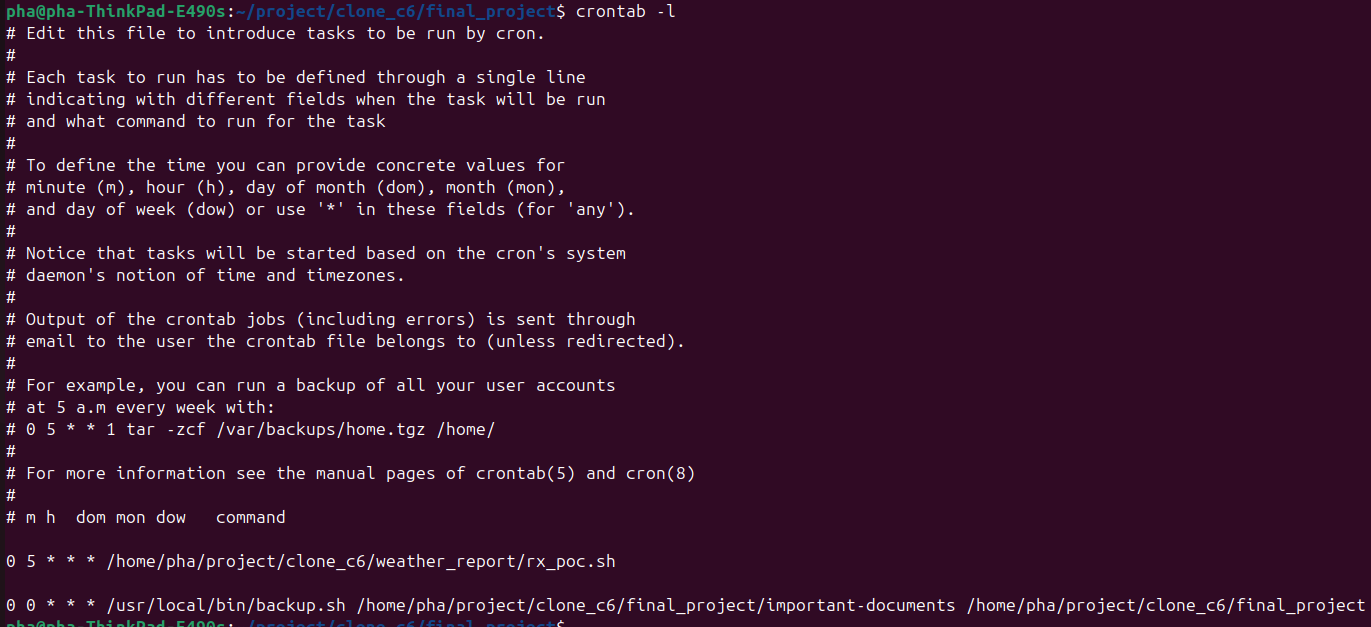 pha@pha-ThinkPad-E490s:~/project/clone_c6/final_project$ crontab -l
# Edit this file to introduce tasks to be run by cron.
#
# Each task to run has to be defined through a single line
# indicating with different fields when the task will be run
# and what command to run for the task
#
# To define the time you can provide concrete values for
# minute (m), hour (h), day of month (dom), month (mon),
# and day of week (dow) or use '*' in these fields (for 'any').
#
# Notice that tasks will be started based on the cron's system
# daemon's notion of time and timezones.
#
# Output of the crontab jobs (including errors) is sent through
# email to the user the crontab file belongs to (unless redirected).
#
# For example, you can run a backup of all your user accounts
# at 5 a.m every week with:
# 0 5 * * 1 tar -zcf /var/backups/home.tgz /home/
#
# For more information see the manual pages of crontab(5) and cron(8)
#
# m h  dom mon dow   command
0 5 * * * /home/pha/project/clone_c6/weather_report/rx_poc.sh
0 0 * * * /usr/local/bin/backup.sh /home/pha/project/clone_c6/final_project/important-documents /home/pha/project/clone_c6/final_project
pha@pha-ThinkPad-E490s:~/project/clone_c6/final_project$